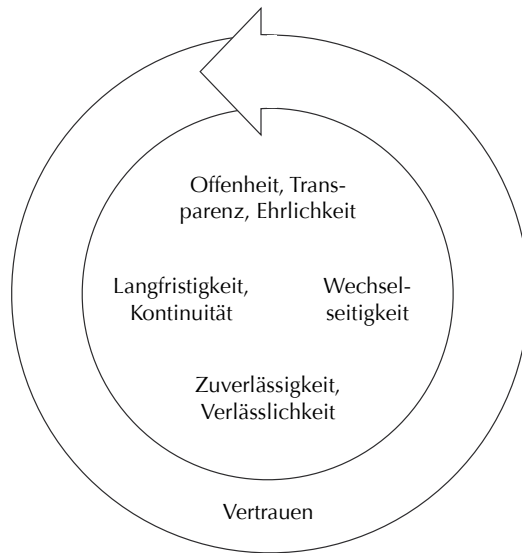 Offenheit, Trans-
parenz, Ehrlichkeit
Langfristigkeit,
Kontinuität
Wechsel-
seitigkeit
Zuverlässigkeit,
Verlässlichkeit
Vertrauen